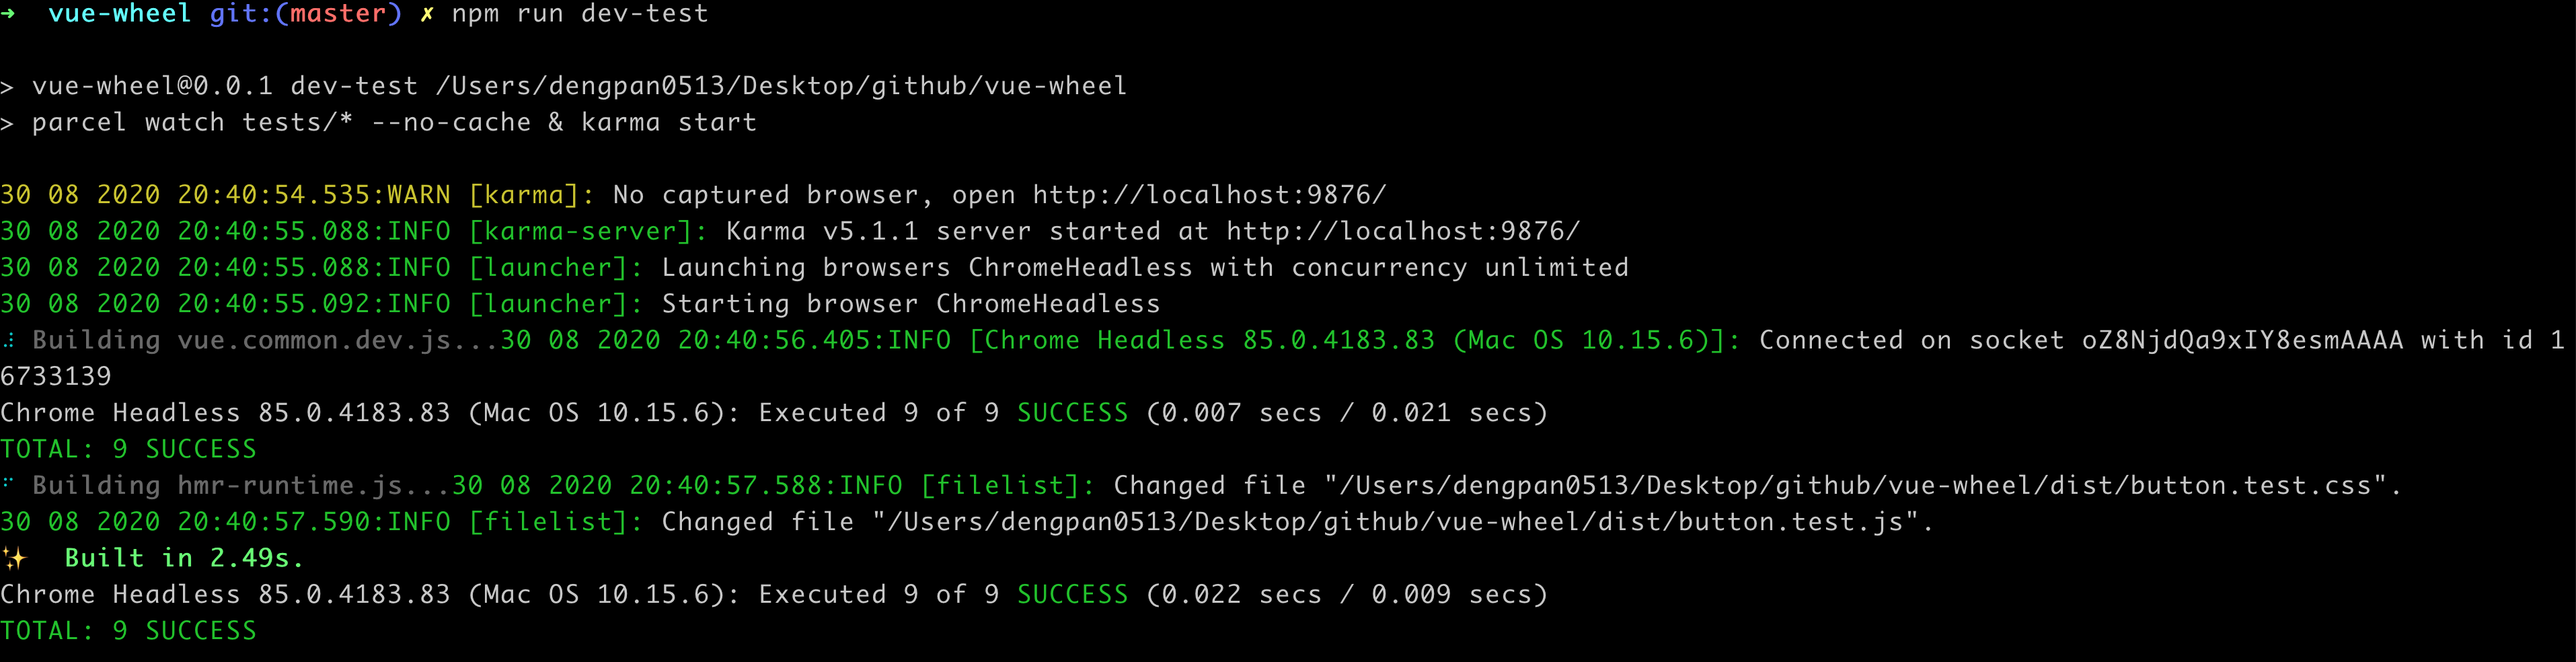 ➜  vue-wheel git:(master) ✗ npm run dev-test
> vue-wheel@0.0.1 dev-test /Users/dengpan0513/Desktop/github/vue-wheel
> parcel watch tests/* --no-cache & karma start
30 08 2020 20:40:54.535:WARN [karma]: No captured browser, open http://localhost:9876/
30 08 2020 20:40:55.088:INFO [karma-server]: Karma v5.1.1 server started at http://localhost:9876/
30 08 2020 20:40:55.088:INFO [launcher]: Launching browsers ChromeHeadless with concurrency unlimited
30 08 2020 20:40:55.092:INFO [launcher]: Starting browser ChromeHeadless
Building vue.common.dev.js...30 08 2020 20:40:56.405:INFO [Chrome Headless 85.0.4183.83 (Mac OS 10.15.6)]: Connected on socket oZ8NjdQa9xIY8esmAAAA with id 1
6733139
Chrome Headless 85.0.4183.83 (Mac OS 10.15.6): Executed 9 of 9 SUCCESS (0.007 secs / 0.021 secs)
TOTAL: 9 SUCCESS
Building hmr-runtime.js...30 08 2020 20:40:57.588:INFO [filelist]: Changed file "/Users/dengpan0513/Desktop/github/vue-wheel/dist/button.test.css".
30 08 2020 20:40:57.590:INFO [filelist]: Changed file "/Users/dengpan0513/Desktop/github/vue-wheel/dist/button.test.js".
✨  Built in 2.49s.
Chrome Headless 85.0.4183.83 (Mac OS 10.15.6): Executed 9 of 9 SUCCESS (0.022 secs / 0.009 secs)
TOTAL: 9 SUCCESS